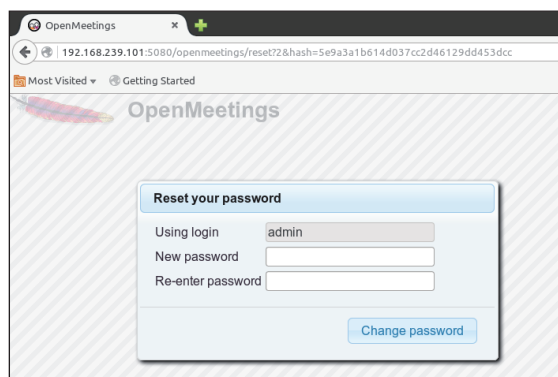 OpenMeetings
192.168.239.101:5080/openmeetings/reset?2&hash=5e9a3a1b614d037cc2d46129dd453dcc
Most Visited Getting Started
OpenMeetings
Reset your password
Using login admin
New password
Re-enter password
Change password